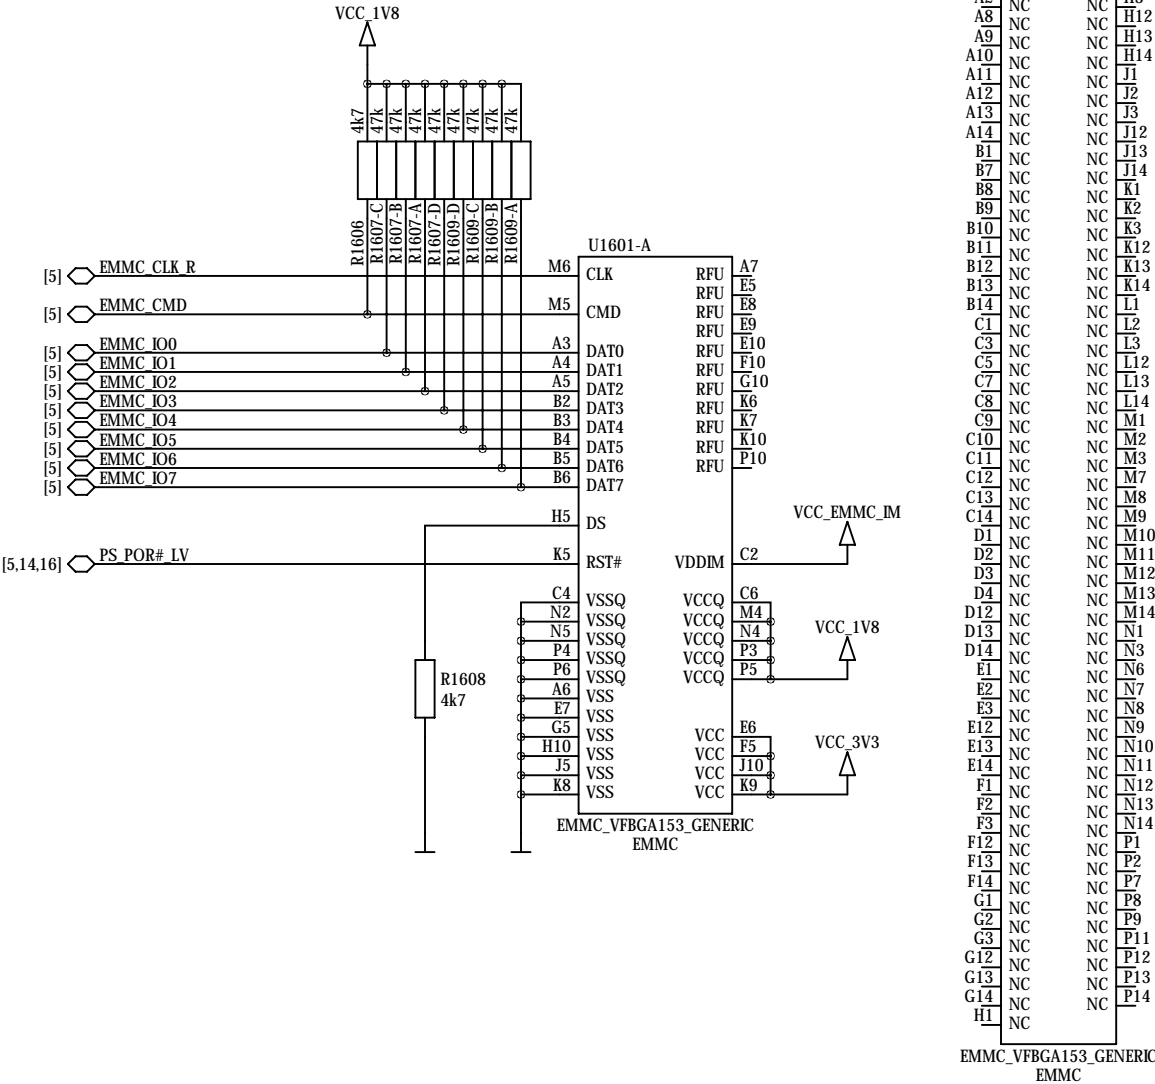 VCC_1V8
4k7
47k
47k
47k
47k
47k
47k
47k
47k
R1606
R1607-C
R1607-B
R1607-A
R1607-D
R1609-D
R1609-C
R1609-B
R1609-A
U1601-A
[5] EMMC_CLK_R M6 CLK RFU A7
RFU E5
[5] EMMC_CMD M5 CMD RFU E8
RFU E9
[5] EMMC_IO0 A3 DAT0 RFU E10
[5] EMMC_IO1 A4 DAT1 RFU F10
[5] EMMC_IO2 A5 DAT2 RFU G10
[5] EMMC_IO3 B2 DAT3 RFU K6
[5] EMMC_IO4 B3 DAT4 RFU K7
[5] EMMC_IO5 B4 DAT5 RFU K10
[5] EMMC_IO6 B5 DAT6 RFU P10
[5] EMMC_IO7 B6 DAT7
H5 DS
VCC_EMMC_IM
[5,14,16] PS_POR#_LV K5 RST# VDDIM C2
C4 VSSQ VCCQ C6
N2 VSSQ VCCQ M4
N5 VSSQ VCCQ N4
P4 VSSQ VCCQ P3
P6 VSSQ VCCQ P5
VCC_1V8
A6 VSS
E7 VSS
G5 VSS VCC E6
H10 VSS VCC F5
J5 VSS VCC J10
K8 VSS VCC K9
VCC_3V3
R1608
4k7
EMMC_VFBGA153_GENERIC
EMMC
NC NC
A8 NC NC H12
A9 NC NC H13
A10 NC NC H14
A11 NC NC J1
A12 NC NC J2
A13 NC NC J3
A14 NC NC J12
B1 NC NC J13
B7 NC NC J14
B8 NC NC K1
B9 NC NC K2
B10 NC NC K3
B11 NC NC K12
B12 NC NC K13
B13 NC NC K14
B14 NC NC L1
C1 NC NC L2
C3 NC NC L3
C5 NC NC L12
C7 NC NC L13
C8 NC NC L14
C9 NC NC M1
C10 NC NC M2
C11 NC NC M3
C12 NC NC M7
C13 NC NC M8
C14 NC NC M9
D1 NC NC M10
D2 NC NC M11
D3 NC NC M12
D4 NC NC M13
D12 NC NC M14
D13 NC NC N1
D14 NC NC N3
E1 NC NC N6
E2 NC NC N7
E3 NC NC N8
E12 NC NC N9
E13 NC NC N10
E14 NC NC N11
F1 NC NC N12
F2 NC NC N13
F3 NC NC N14
F12 NC NC P1
F13 NC NC P2
F14 NC NC P7
G1 NC NC P8
G2 NC NC P9
G3 NC NC P11
G12 NC NC P12
G13 NC NC P13
G14 NC NC P14
H1 NC
EMMC_VFBGA153_GENERIC
EMMC